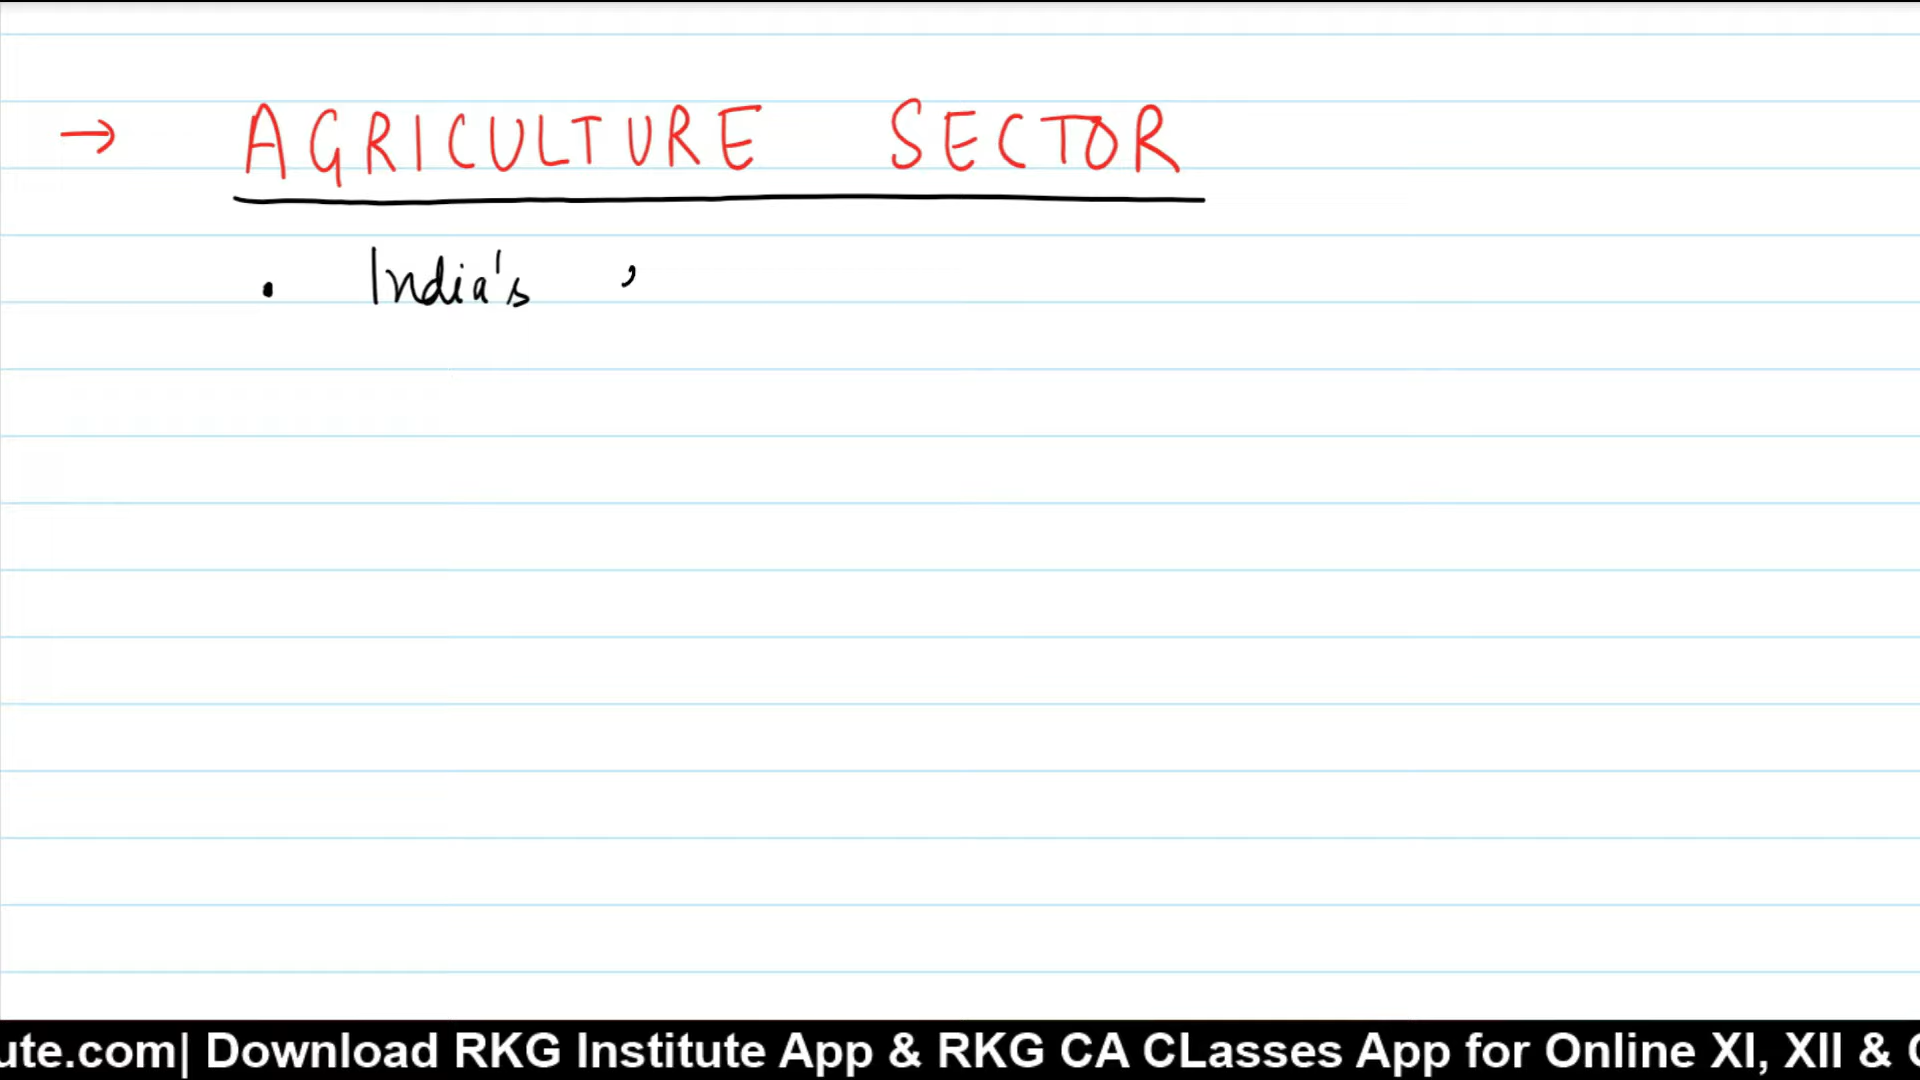 → AGRICULTURE SECTOR
• India's
ute.com| Download RKG Institute App & RKG CA CLasses App for Online XI, XII &